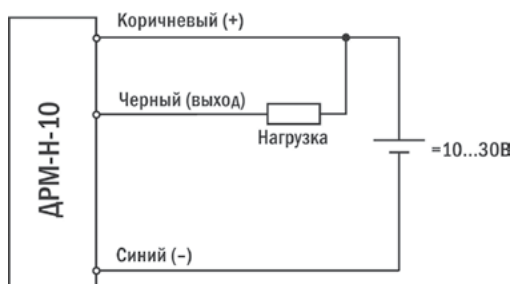 Коричневый (+)
Черный (выход)
Нагрузка
ДРМ-Н-10
=10...30В
Синий (–)